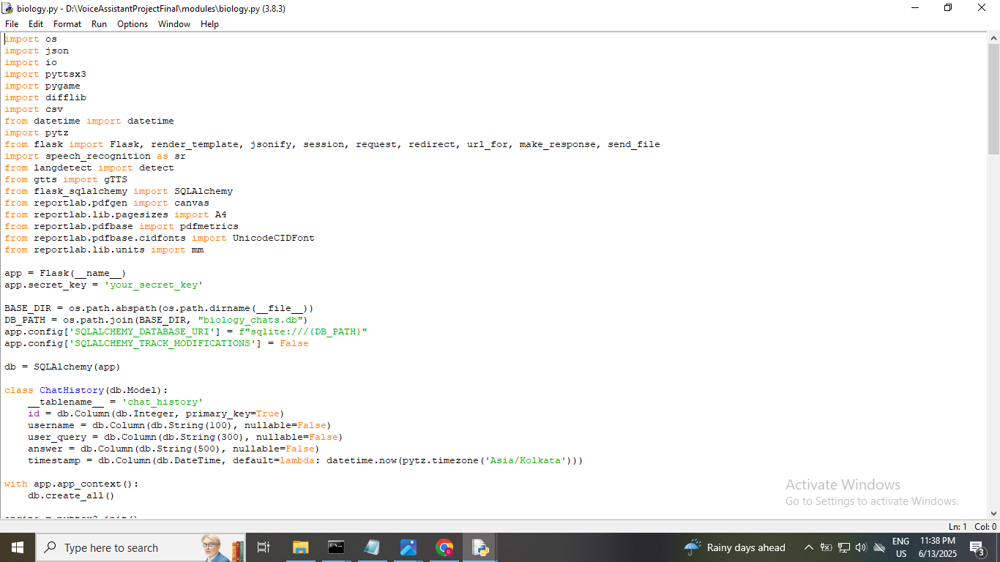 biology.py - D:\VoiceAssistantProjectFinal\modules\biology.py (3.8.3)
File Edit Format Run Options Window Help
import os
import json
import io
import pyttsx3
import pygame
import difflib
import csv
from datetime import datetime
import pytz
from flask import Flask, render_template, jsonify, session, request, redirect, url_for, make_response, send_file
import speech_recognition as sr
from langdetect import detect
from gtts import gTTS
from flask_sqlalchemy import SQLAlchemy
from reportlab.pdfgen import canvas
from reportlab.lib.pagesizes import A4
from reportlab.pdfbase import pdfmetrics
from reportlab.pdfbase.cidfonts import UnicodeCIDFont
from reportlab.lib.units import mm
app = Flask(__name__)
app.secret_key = 'your_secret_key'
BASE_DIR = os.path.abspath(os.path.dirname(__file__))
DB_PATH = os.path.join(BASE_DIR, "biology_chats.db")
app.config['SQLALCHEMY_DATABASE_URI'] = f"sqlite:///{DB_PATH}"
app.config['SQLALCHEMY_TRACK_MODIFICATIONS'] = False
db = SQLAlchemy(app)
class ChatHistory(db.Model):
    __tablename__ = 'chat_history'
    id = db.Column(db.Integer, primary_key=True)
    username = db.Column(db.String(100), nullable=False)
    user_query = db.Column(db.String(300), nullable=False)
    answer = db.Column(db.String(500), nullable=False)
    timestamp = db.Column(db.DateTime, default=lambda: datetime.now(pytz.timezone('Asia/Kolkata')))
with app.app_context():
    db.create_all()
Activate Windows
Go to Settings to activate Windows.
Ln: 1 Col: 0
Type here to search
Rainy days ahead
ENG
US
11:38 PM
6/13/2025
3